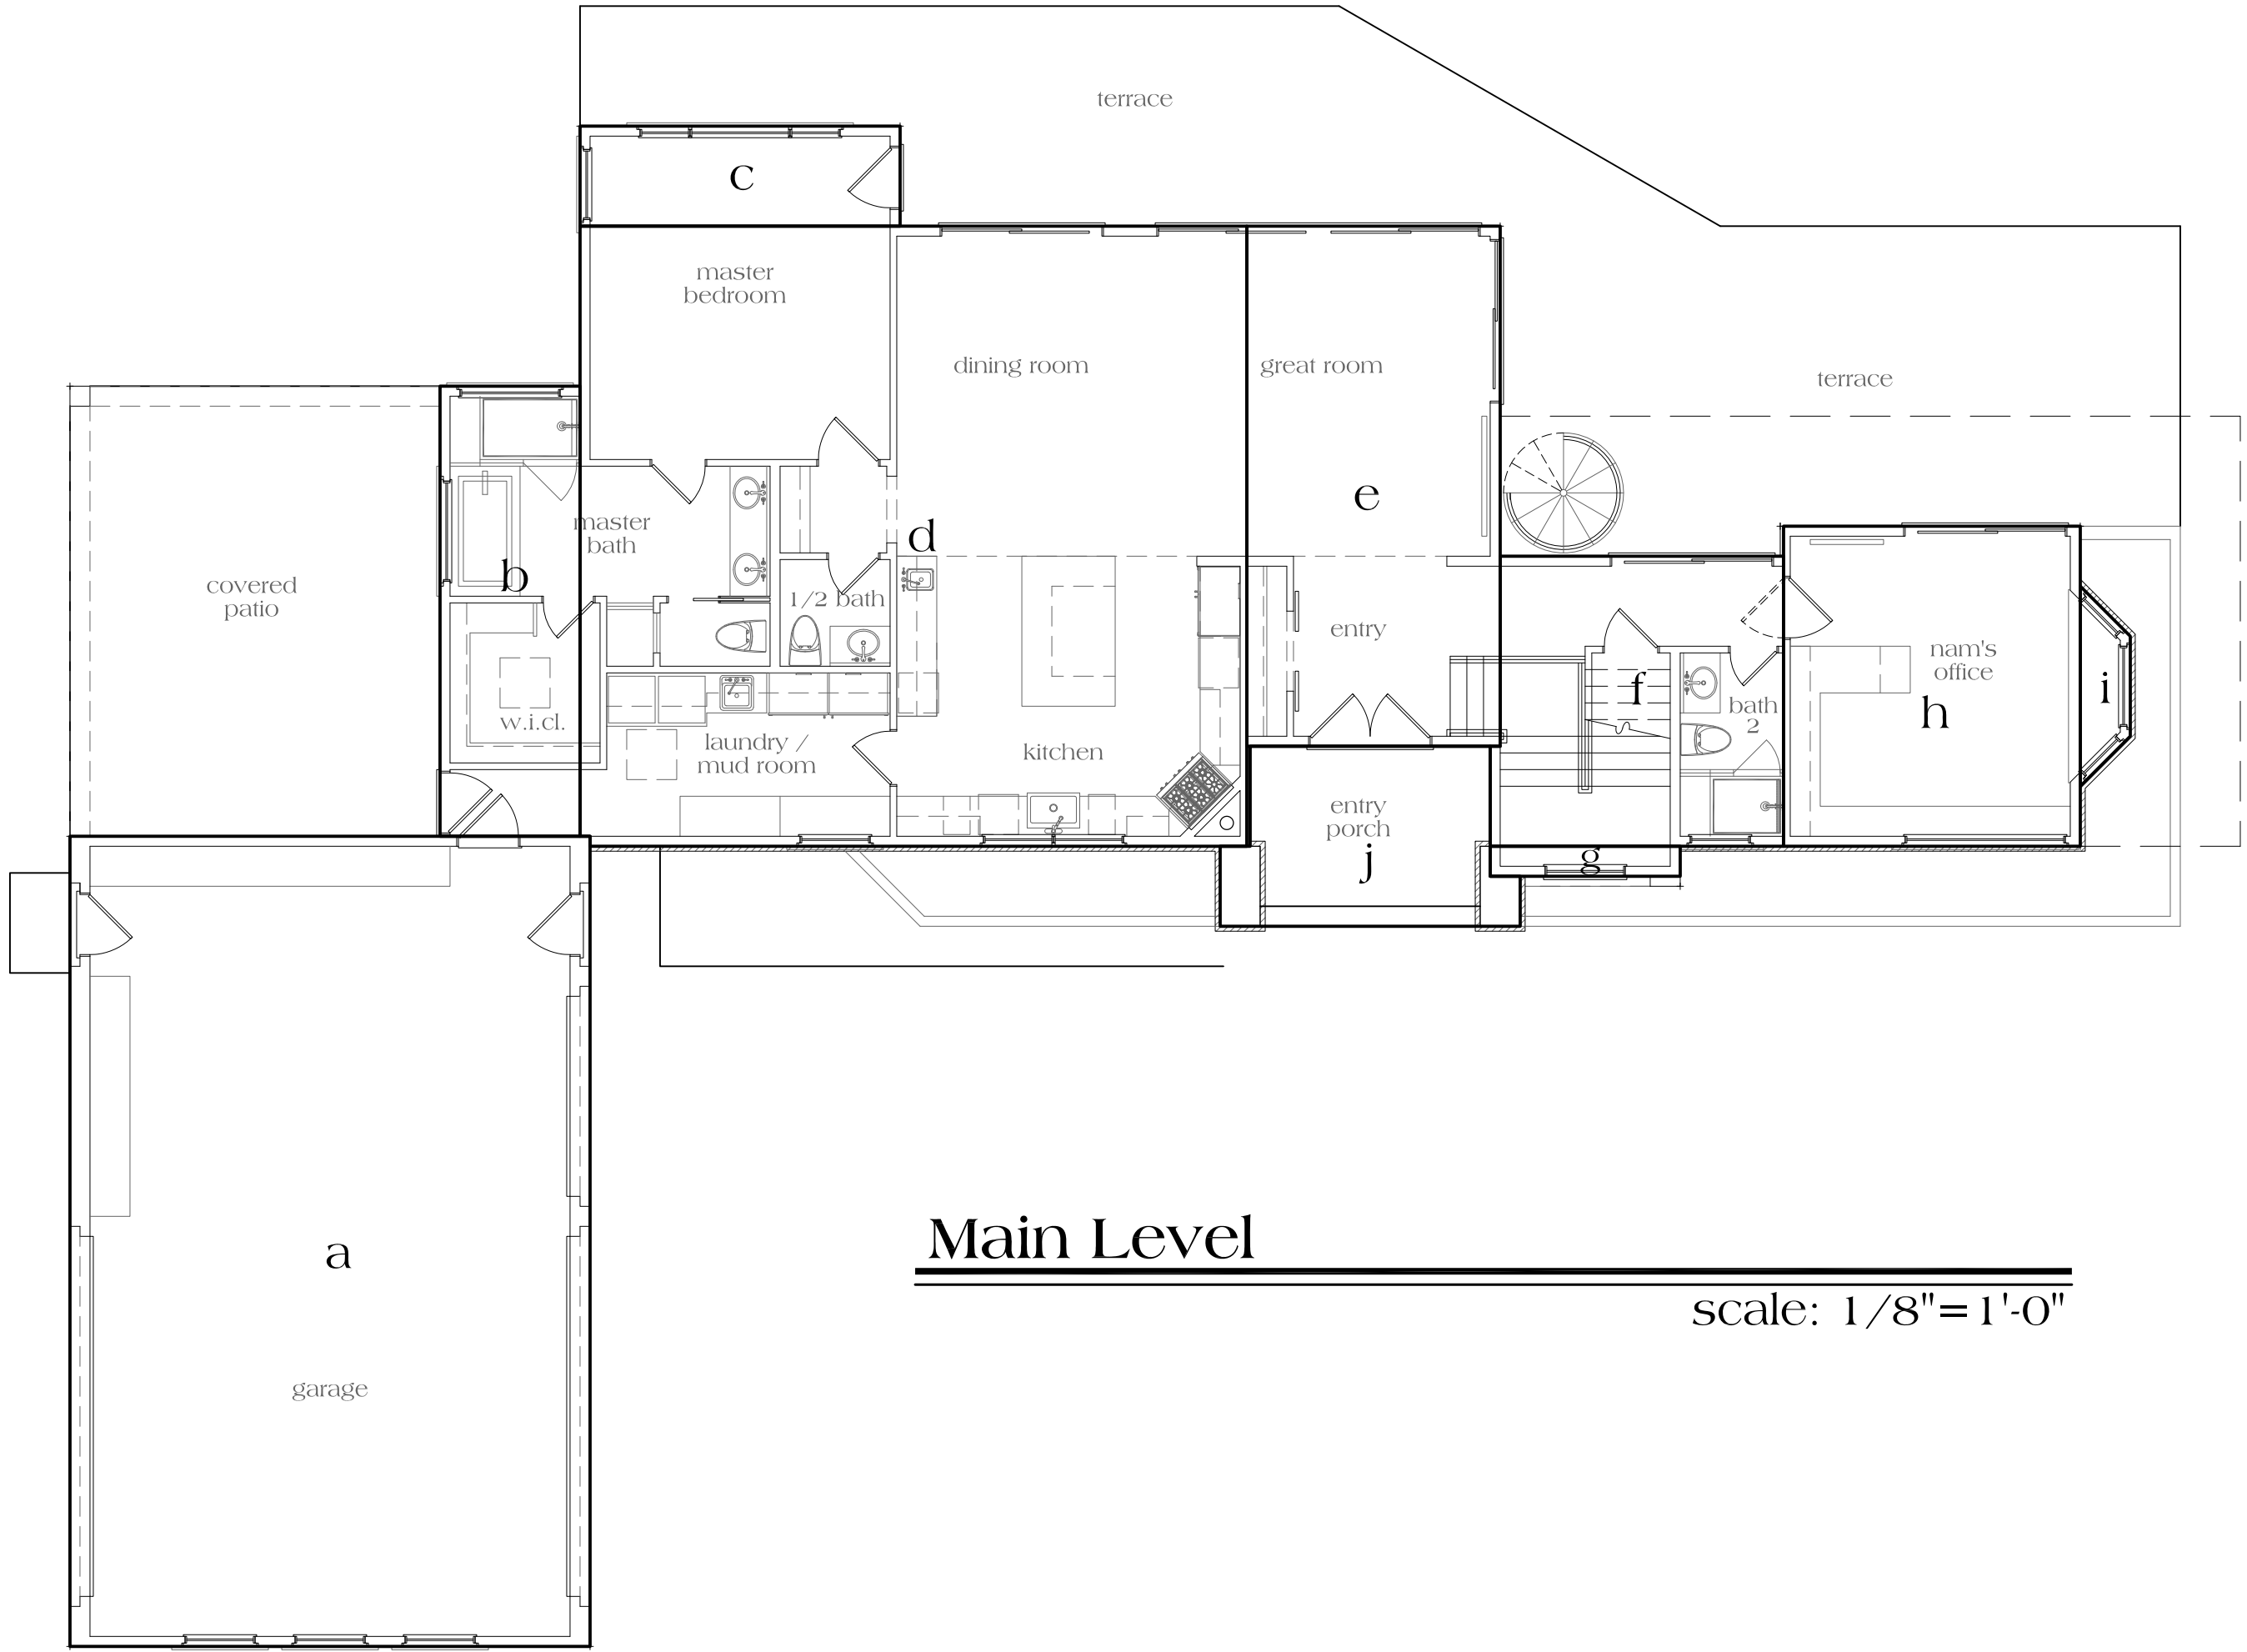 terrace
c
master
bedroom
dining room
great room
terrace
e
master
bath
d
covered
patio
b
1/2 bath
entry
nam's
office
f
i
bath
2
h
w.i.cl.
laundry /
mud room
kitchen
entry
porch
j
g
Main Level
a
scale: 1/8"=1'-0"
garage